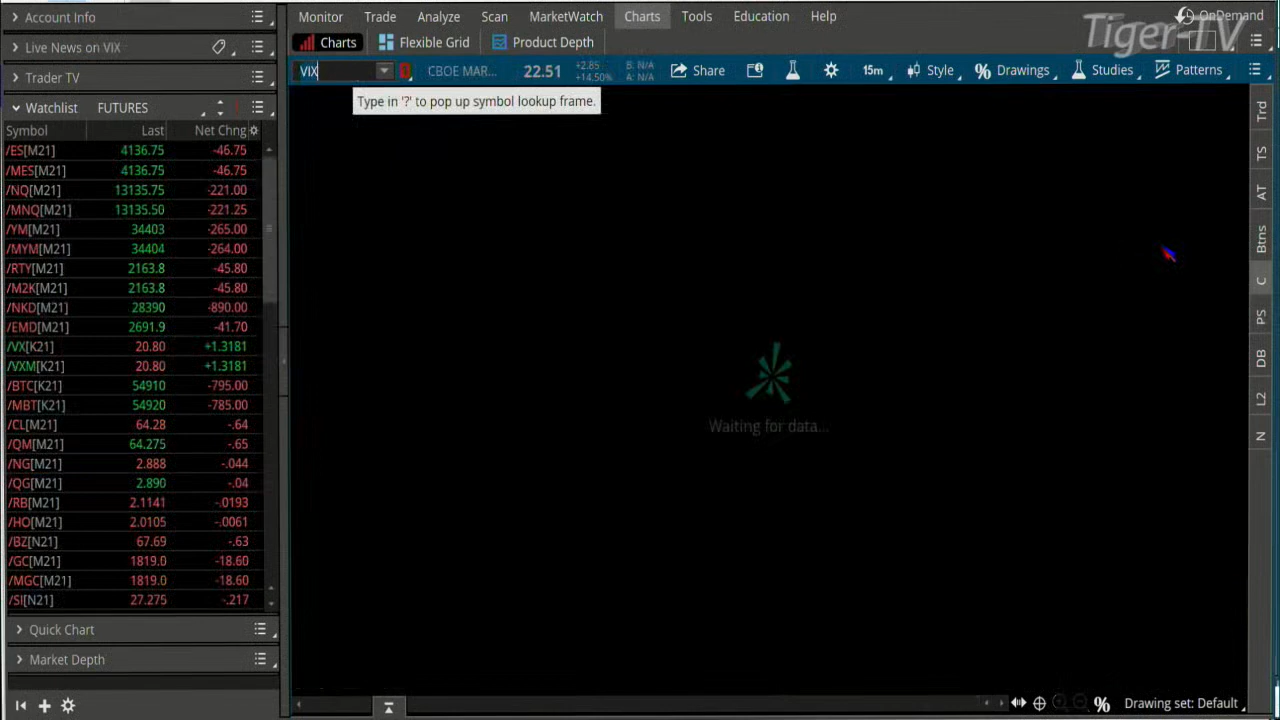 Account Info
Live News on VIX
Trader TV
Watchlist FUTURES
Symbol Last Net Chng
/ES[M21] 4136.75 -46.75
/MES[M21] 4136.75 -46.75
/NQ[M21] 13135.75 -221.00
/MNQ[M21] 13135.50 -221.25
/YM[M21] 34403 -265.00
/MYM[M21] 34404 -264.00
/RTY[M21] 2163.8 -45.80
/M2K[M21] 2163.8 -45.80
/NKD[M21] 28390 -890.00
/EMD[M21] 2691.9 -41.70
/VX[K21] 20.80 +1.3181
/VXM[K21] 20.80 +1.3181
/BTC[K21] 54910 -795.00
/MBT[K21] 54920 -785.00
/CL[M21] 64.28 -.64
/QM[M21] 64.275 -.65
/NG[M21] 2.888 -.044
/QG[M21] 2.890 -.04
/RB[M21] 2.1141 -.0193
/HO[M21] 2.0105 -.0061
/BZ[N21] 67.69 -.63
/GC[M21] 1819.0 -18.60
/MGC[M21] 1819.0 -18.60
/SI[N21] 27.275 -.217
Quick Chart
Market Depth
Monitor Trade Analyze Scan MarketWatch Charts Tools Education Help
OnDemand
Tiger-TV
Charts Flexible Grid Product Depth
VIX CBOE MAR... 22.51 +2.85 B: N/A Share 15m Style % Drawings Studies Patterns
+14.50% A: N/A
Type in '?' to pop up symbol lookup frame.
Waiting for data...
Trd
TS
AT
Btns
C
PS
DB
L2
N
% Drawing set: Default